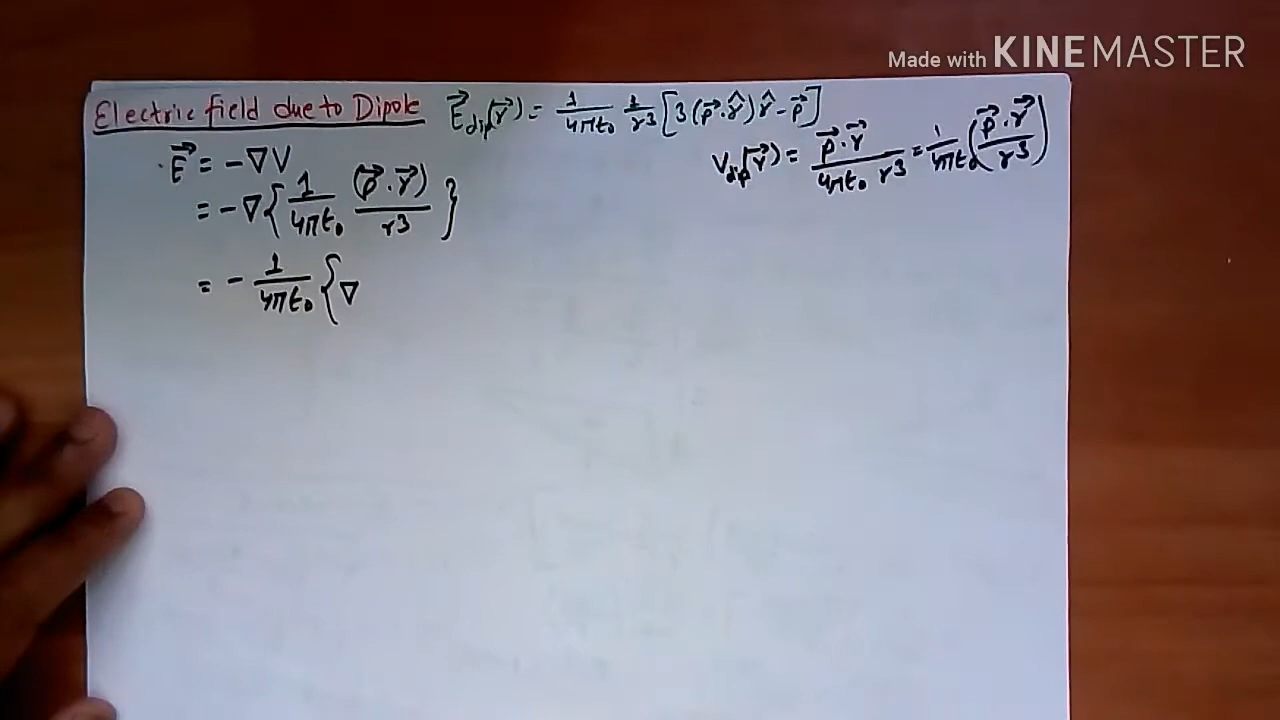 Made with KINEMASTER
Electric field due to Dipole E⃗dip(r⃗) = 1/4πε₀ 1/r³ [3(p⃗·r̂)r̂ - p⃗]
Vdip(r⃗) = p⃗·r⃗/4πε₀ r³ = 1/4πε₀ (p⃗·r⃗/r³)
E⃗ = -∇V
= -∇{1/4πε₀ (p⃗·r⃗)/r³}
= - 1/4πε₀ {∇